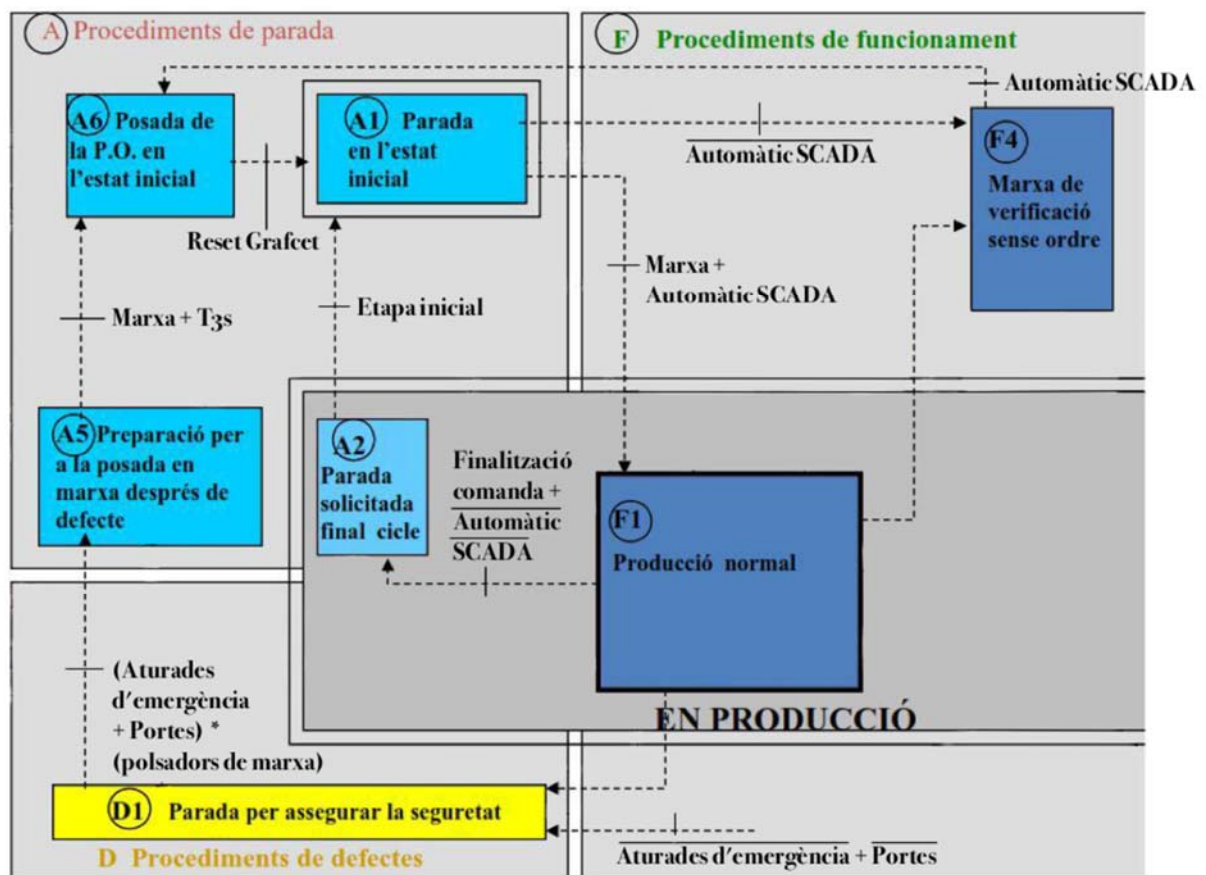 A Procediments de parada
F Procediments de funcionament
A6 Posada de
la P.O. en
l'estat inicial
A1 Parada
en l'estat
inicial
Automàtic SCADA
Automàtic SCADA
F4
Marxa de
verificació
sense ordre
Reset Grafcet
Marxa +
Automàtic SCADA
Marxa + T3s
Etapa inicial
A5 Preparació per
a la posada en
marxa després de
defecte
A2
Parada
solicitada
final cicle
Finalització
comanda +
Automàtic
SCADA
F1
Producció normal
EN PRODUCCIÓ
(Aturades
d'emergència
+ Portes) *
(polsadors de marxa)
D1 Parada per assegurar la seguretat
D Procediments de defectes
Aturades d'emergència + Portes